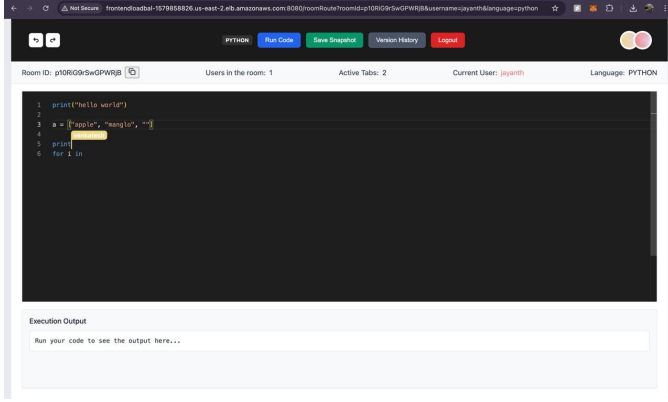 Not Secure frontendloadbal-1579858826.us-east-2.elb.amazonaws.com:8080/roomRoute?roomId=p10RiG9rSwGPWRjB&username=jayanth&language=python
PYTHON Run Code Save Snapshot Version History Logout
Room ID: p10RiG9rSwGPWRjB Users in the room: 1 Active Tabs: 2 Current User: jayanth Language: PYTHON
1 print("hello world")
2
3 a = ["apple", "manglo", ""]
4
5 print
6 for i in
Execution Output
Run your code to see the output here...